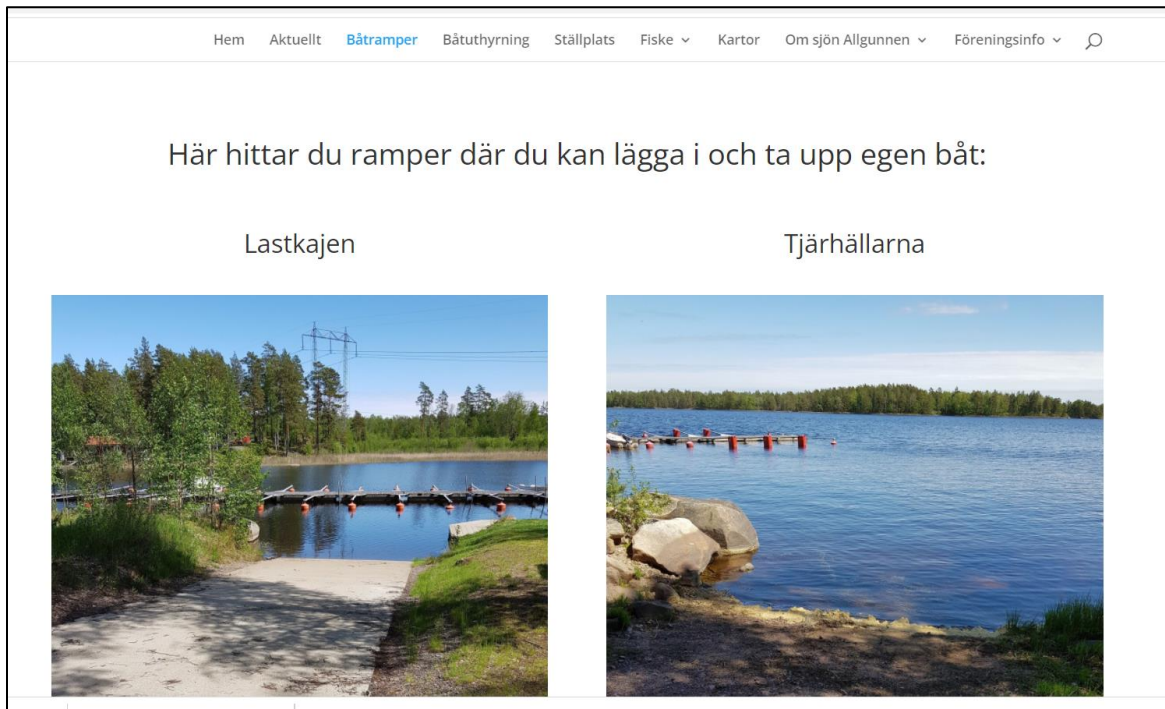 Hem Aktuellt Båtramper Båtuthyrning Ställplats Fiske Kartor Om sjön Allgunnen Föreningsinfo
Här hittar du ramper där du kan lägga i och ta upp egen båt:
Lastkajen
Tjärhällarna